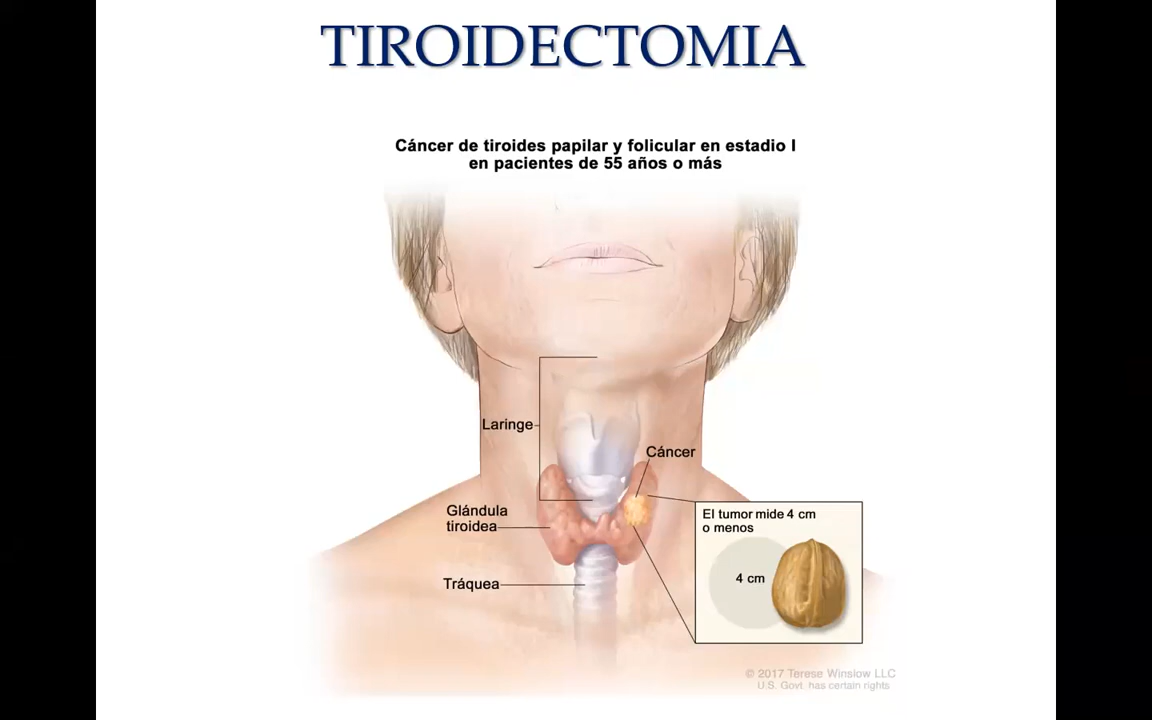 TIROIDECTOMIA
Cáncer de tiroides papilar y folicular en estadio I
en pacientes de 55 años o más
Laringe
Cáncer
Glándula
tiroidea
El tumor mide 4 cm
o menos
4 cm
Tráquea
© 2017 Terese Winslow LLC
U.S. Govt. has certain rights